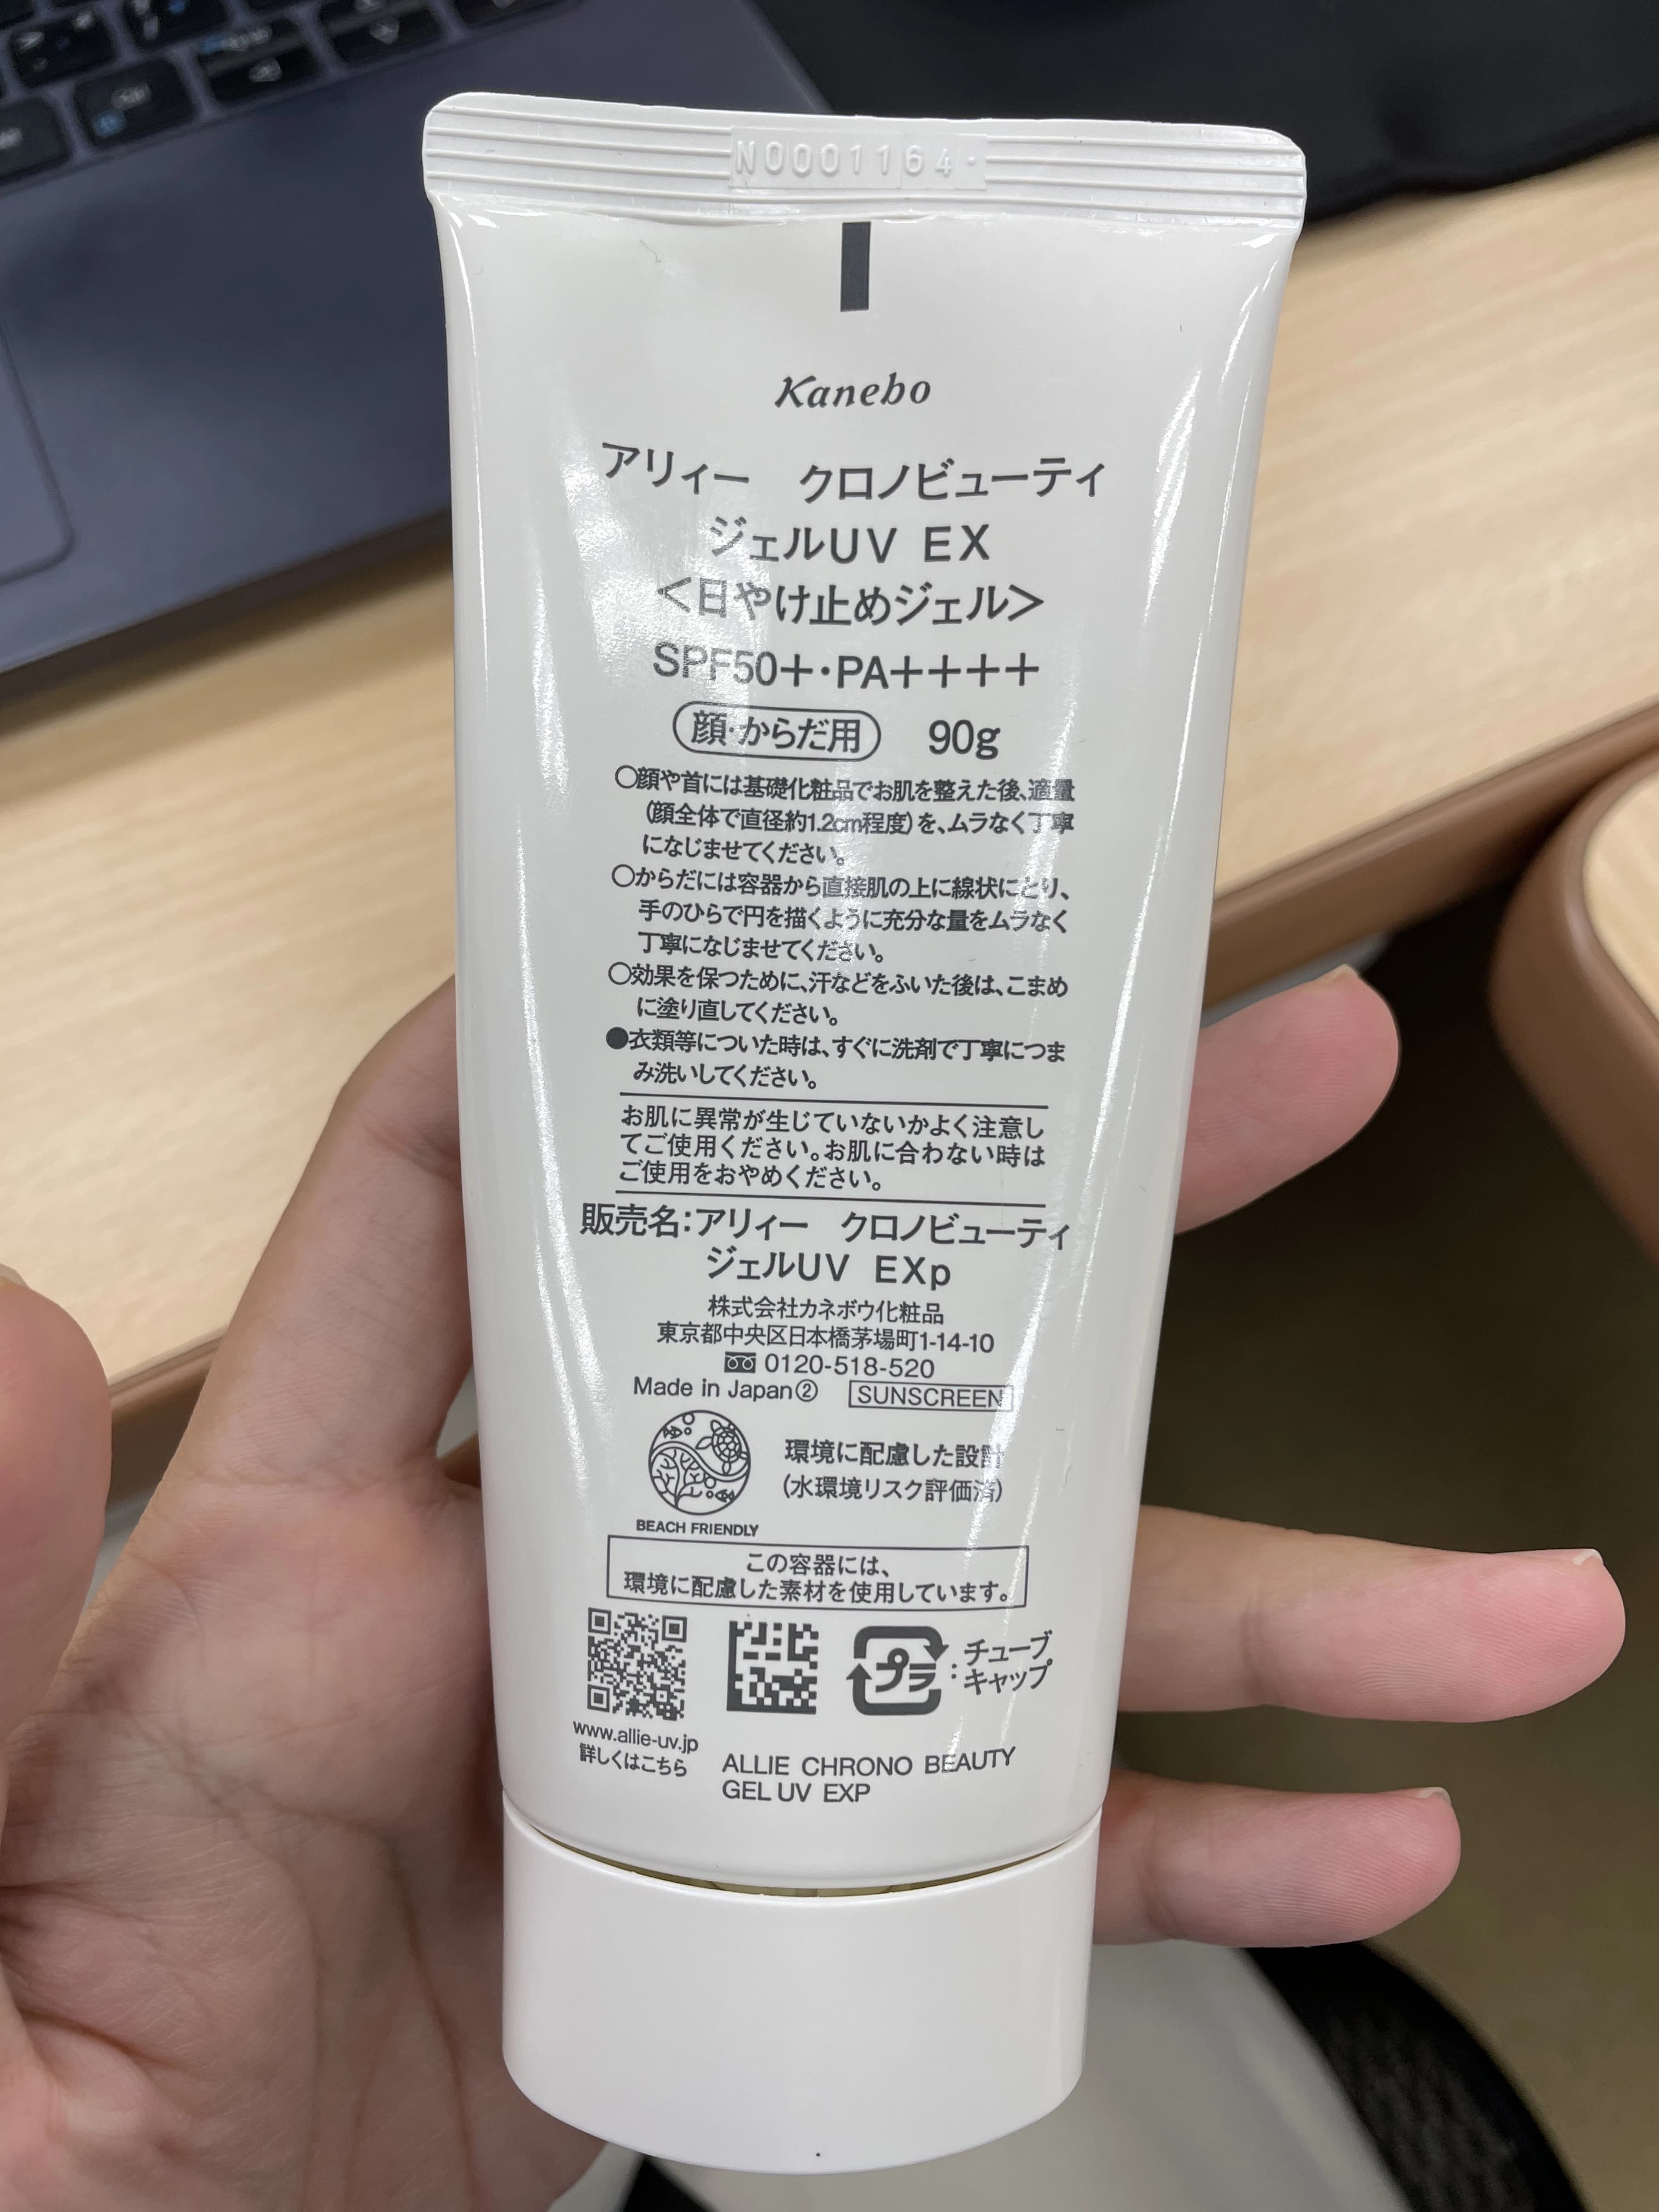 N0001164・
Kanebo
アリィー クロノビューティ
ジェルUV EX
＜日やけ止めジェル＞
SPF50＋・PA＋＋＋＋
顔・からだ用 90g
○顔や首には基礎化粧品でお肌を整えた後、適量
（顔全体で直径約1.2cm程度）を、ムラなく丁寧
になじませてください。
○からだには容器から直接肌の上に線状にとり、
手のひらで円を描くように充分な量をムラなく
丁寧になじませてください。
○効果を保つために、汗などをふいた後は、こまめ
に塗り直してください。
●衣類等についた時は、すぐに洗剤で丁寧につま
み洗いしてください。
お肌に異常が生じていないかよく注意し
てご使用ください。お肌に合わない時は
ご使用をおやめください。
販売名：アリィー クロノビューティ
ジェルUV EXp
株式会社カネボウ化粧品
東京都中央区日本橋茅場町1-14-10
0120-518-520
Made in Japan② SUNSCREEN
環境に配慮した設計
（水環境リスク評価済）
BEACH FRIENDLY
この容器には、
環境に配慮した素材を使用しています。
プラ：チューブ
キャップ
www.allie-uv.jp
詳しくはこちら
ALLIE CHRONO BEAUTY
GEL UV EXP